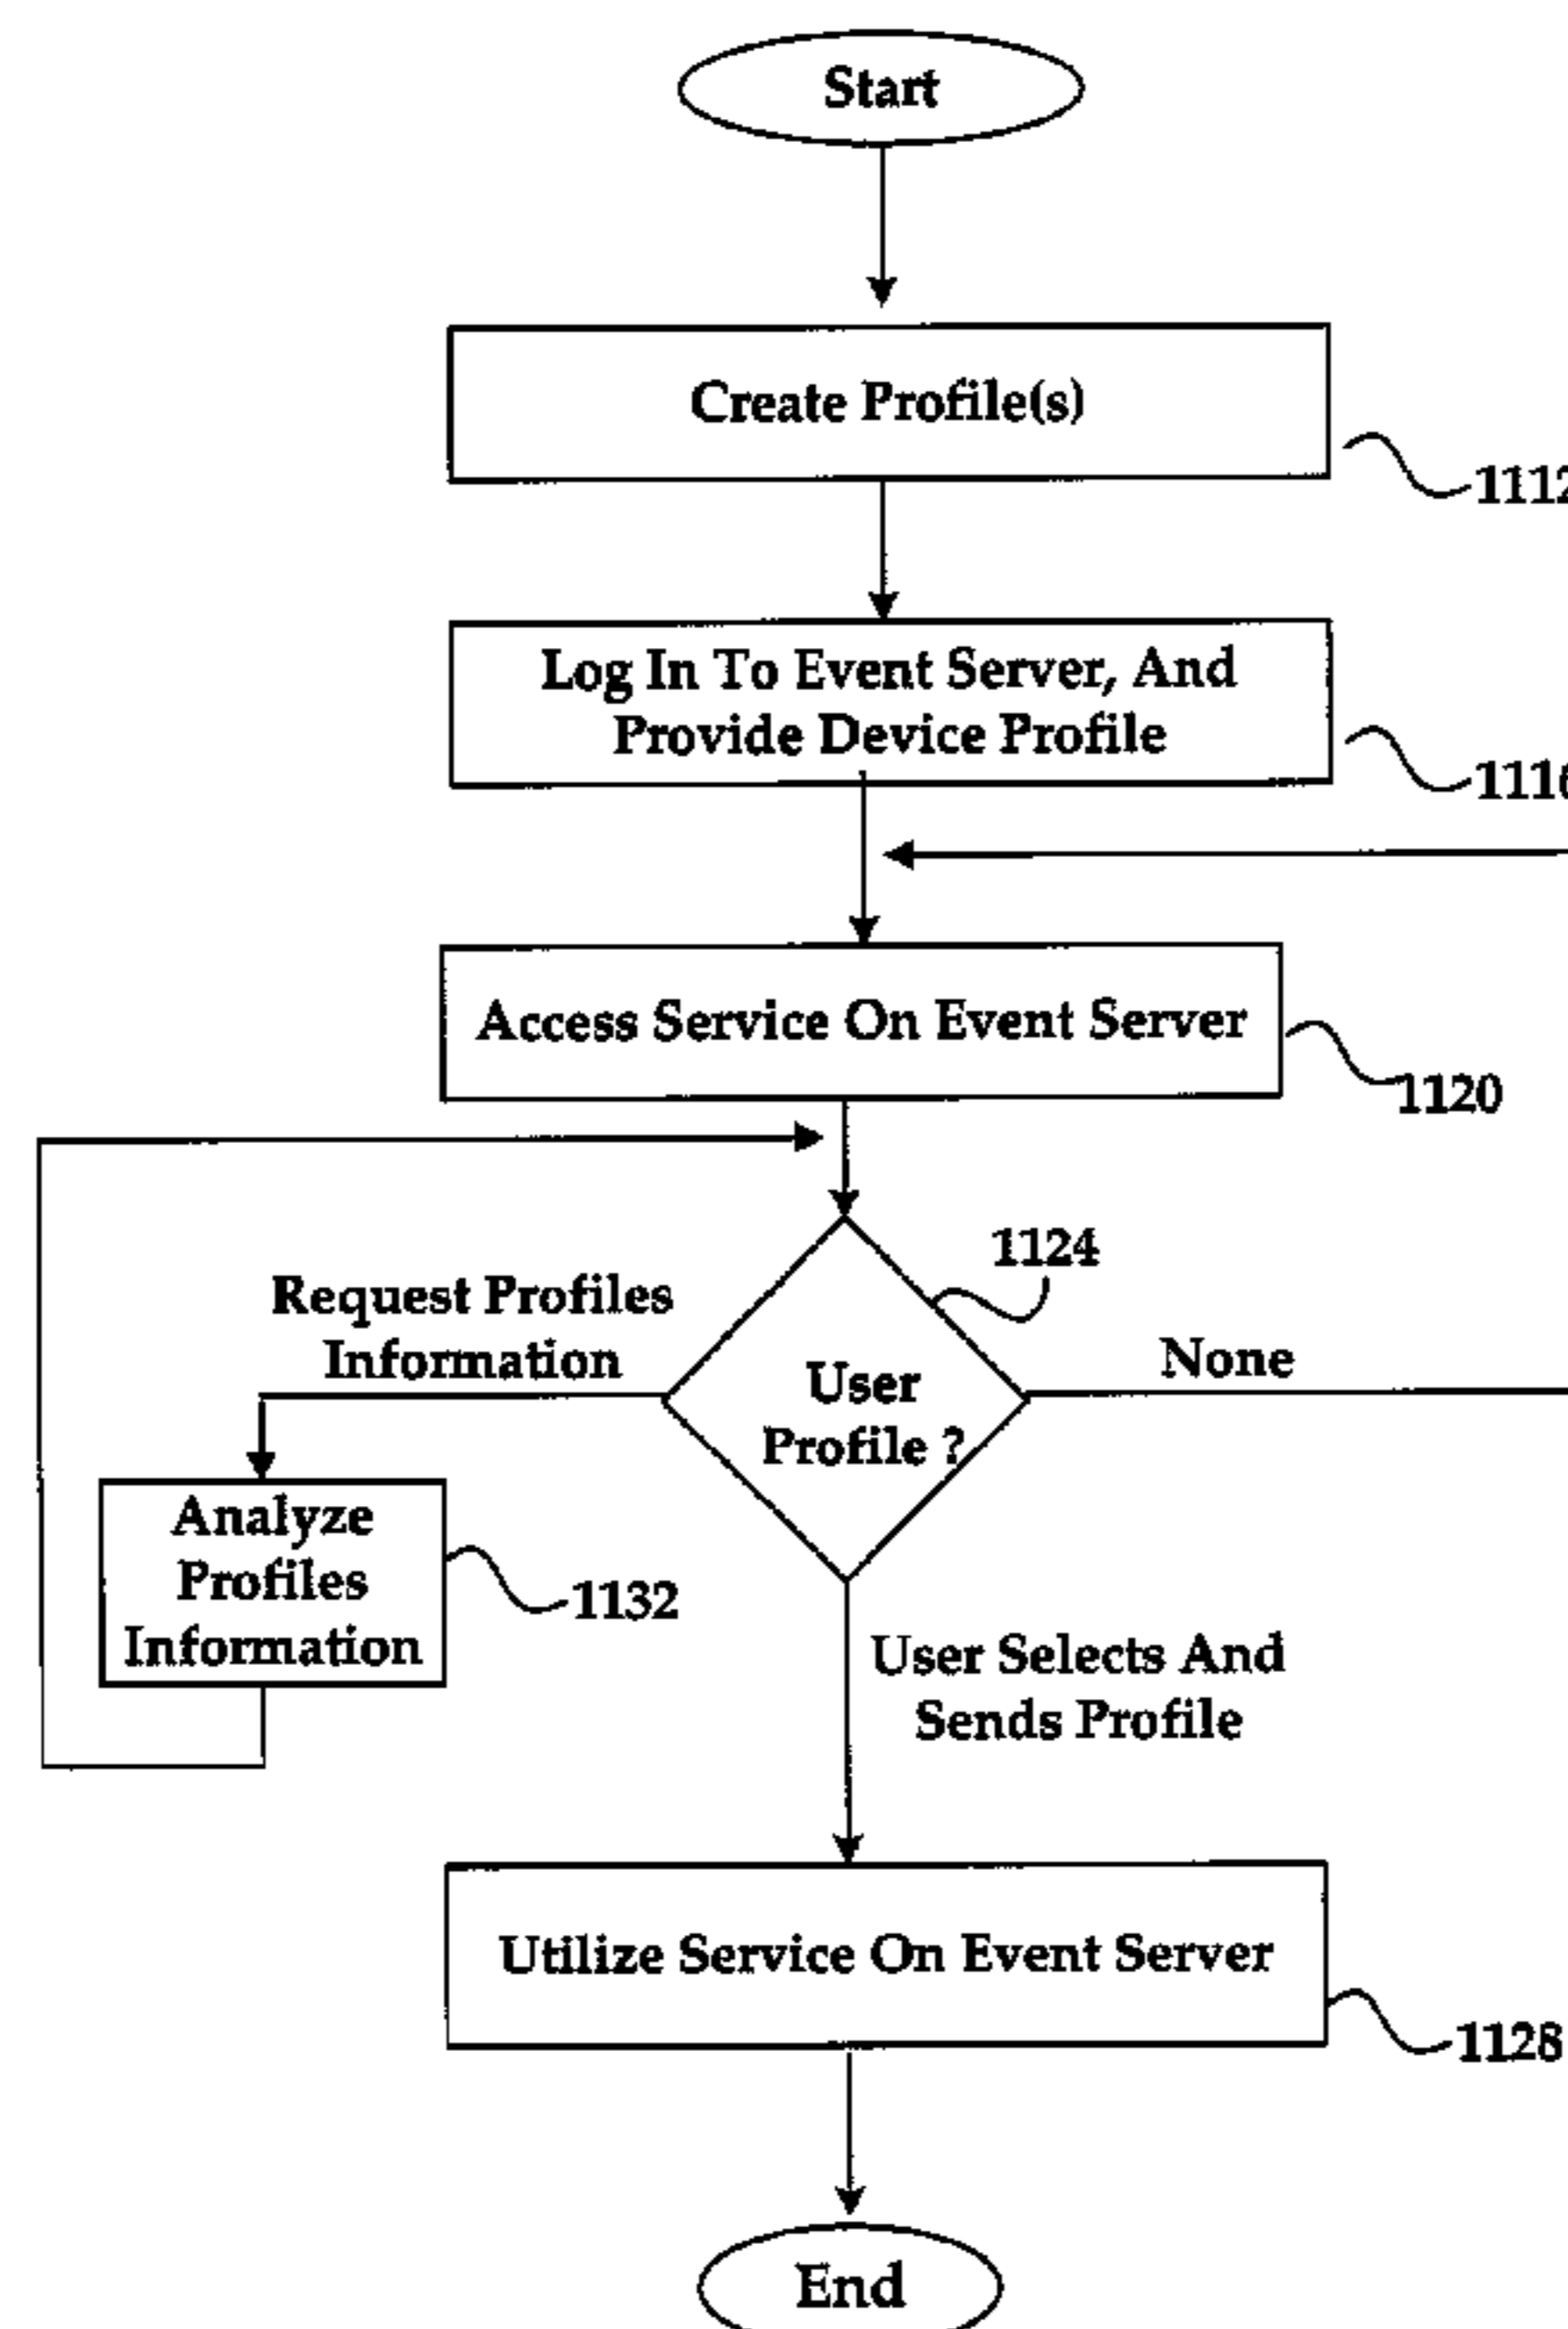 Start
Create Profile(s)
1112
Log In To Event Server, And
Provide Device Profile
1116
Access Service On Event Server
1120
1124
Request Profiles
Information
User
Profile ?
None
Analyze
Profiles
Information
1132
User Selects And
Sends Profile
Utilize Service On Event Server
1128
End